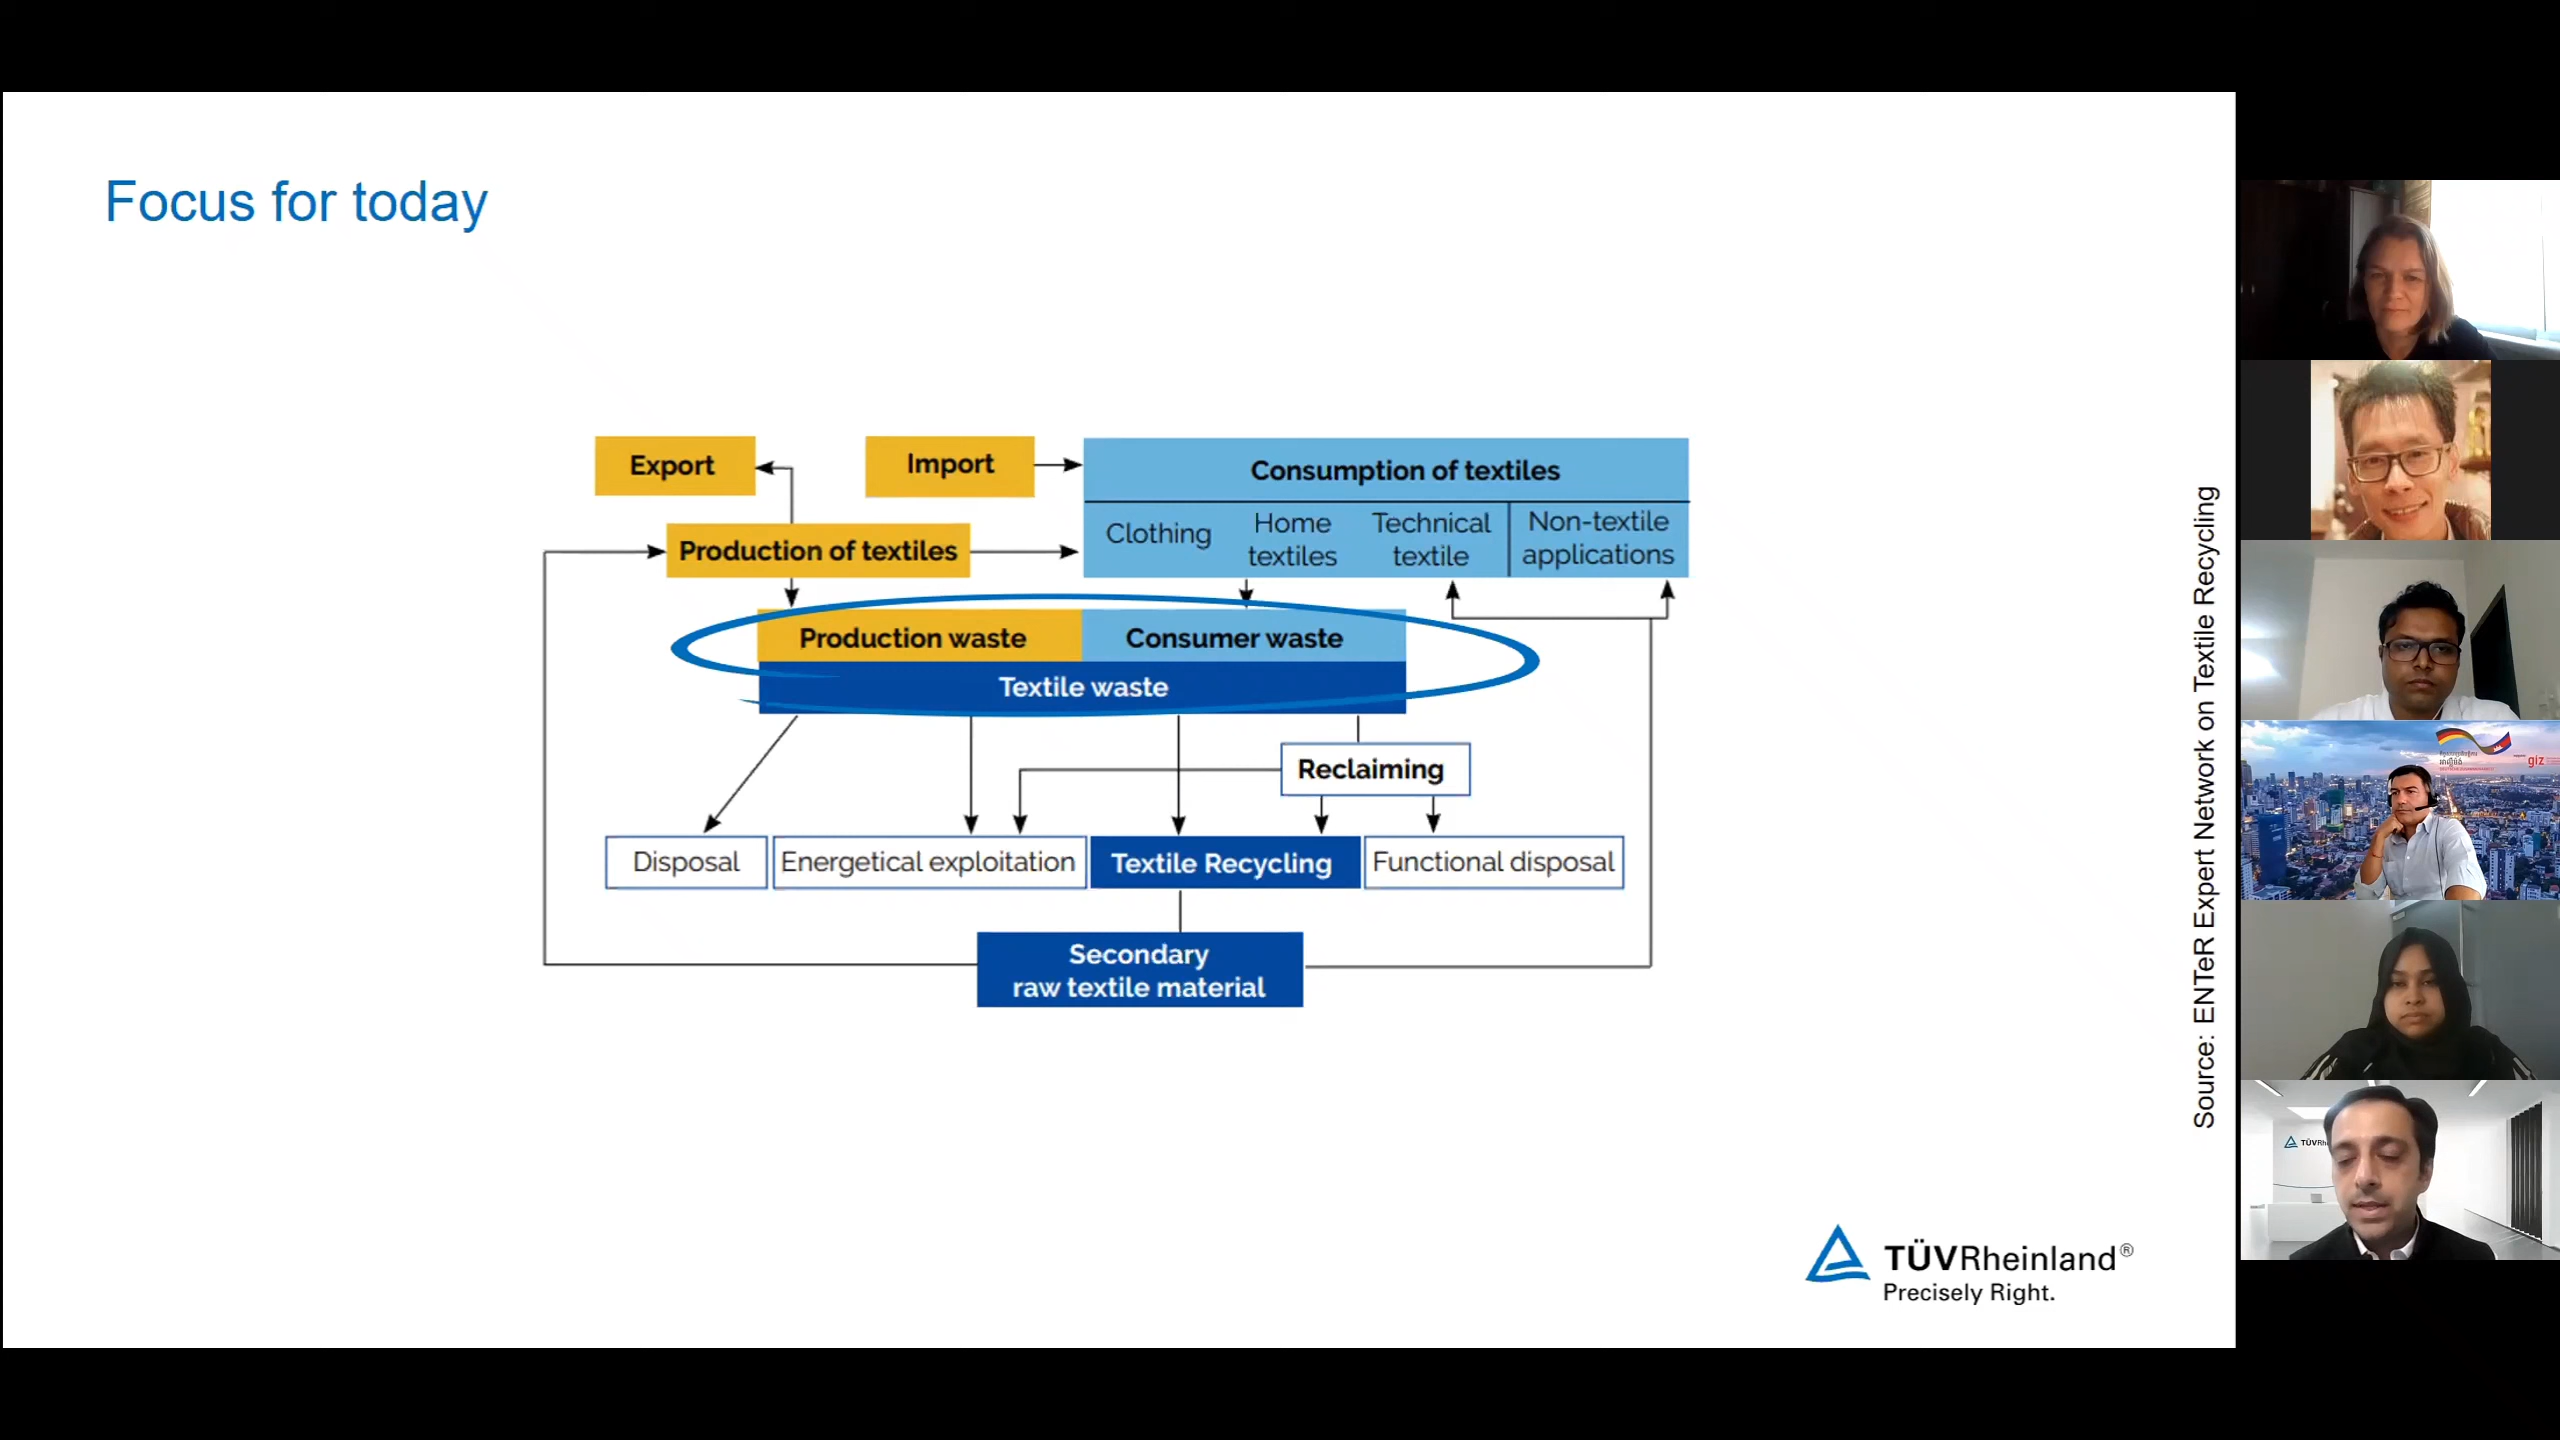 Focus for today
Export
Import
Consumption of textiles
Clothing
Home
textiles
Technical
textile
Non-textile
applications
Production of textiles
Production waste
Consumer waste
Textile waste
Reclaiming
Disposal
Energetical exploitation
Textile Recycling
Functional disposal
Secondary
raw textile material
Source: ENTeR Expert Network on Textile Recycling
TÜVRheinland®
Precisely Right.
giz